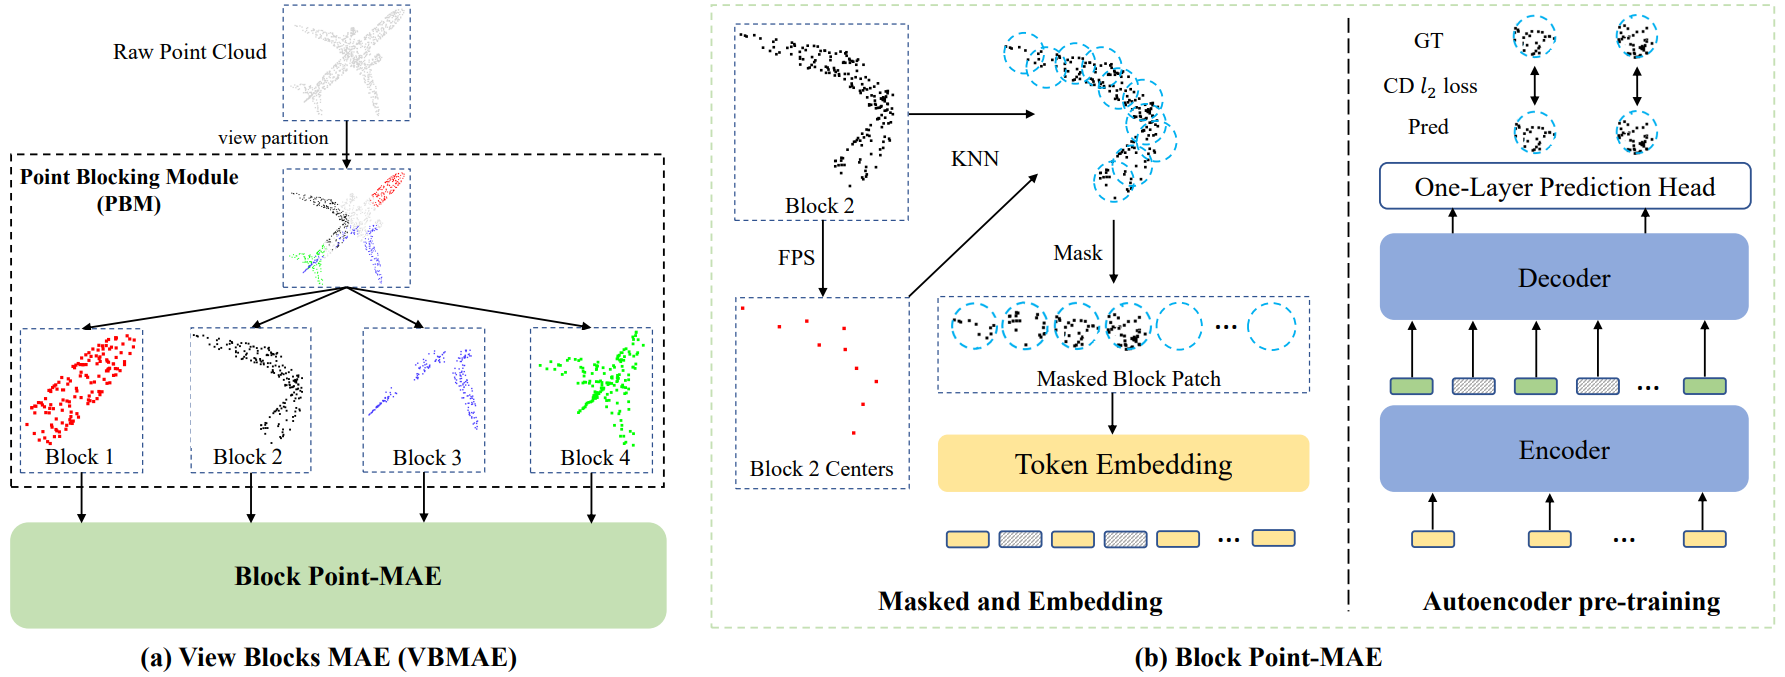 Raw Point Cloud
view partition
Point Blocking Module
(PBM)
Block 1
Block 2
Block 3
Block 4
Block Point-MAE
(a) View Blocks MAE (VBMAE)
Block 2
KNN
FPS
Mask
Block 2 Centers
...
Masked Block Patch
Token Embedding
...
Masked and Embedding
GT
CD l₂ loss
Pred
One-Layer Prediction Head
Decoder
...
Encoder
...
Autoencoder pre-training
(b) Block Point-MAE